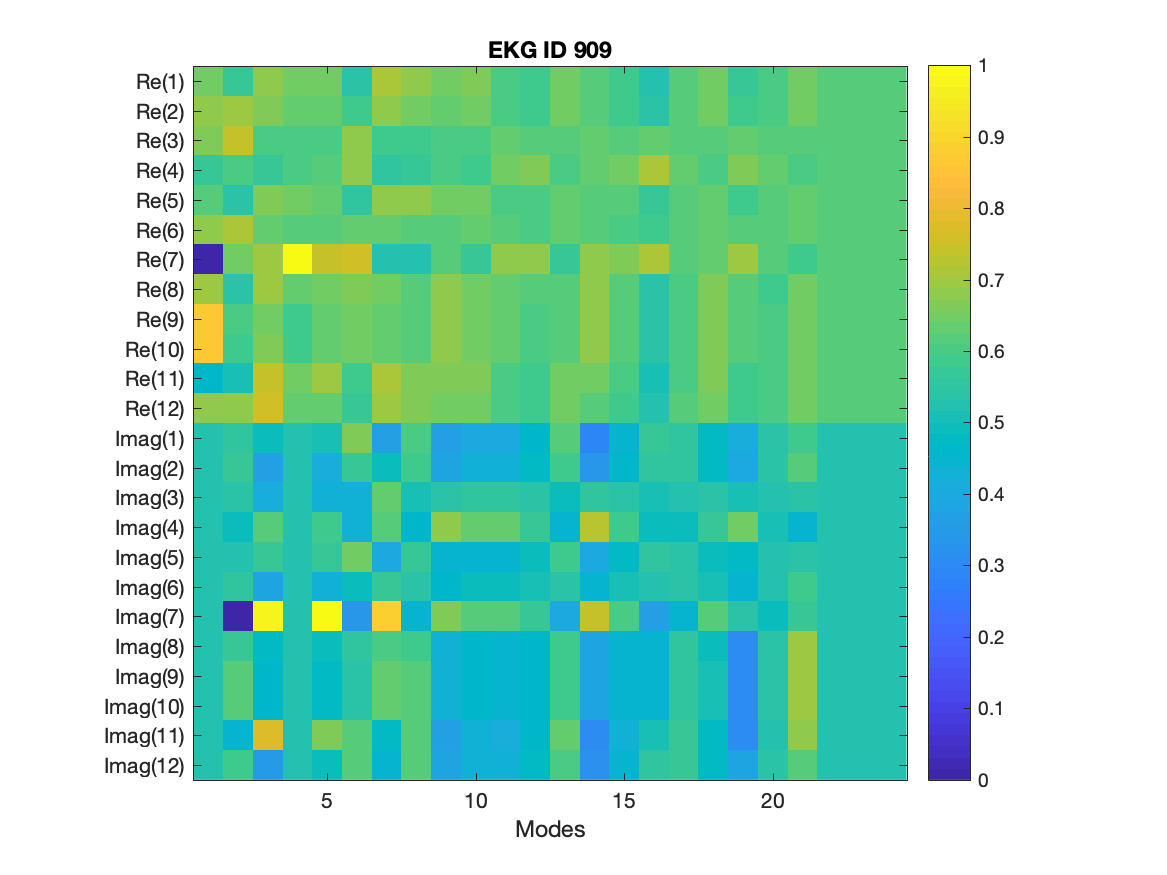 EKG ID 909
Re(1)
Re(2)
Re(3)
Re(4)
Re(5)
Re(6)
Re(7)
Re(8)
Re(9)
Re(10)
Re(11)
Re(12)
Imag(1)
Imag(2)
Imag(3)
Imag(4)
Imag(5)
Imag(6)
Imag(7)
Imag(8)
Imag(9)
Imag(10)
Imag(11)
Imag(12)
5 10 15 20
Modes
1
0.9
0.8
0.7
0.6
0.5
0.4
0.3
0.2
0.1
0